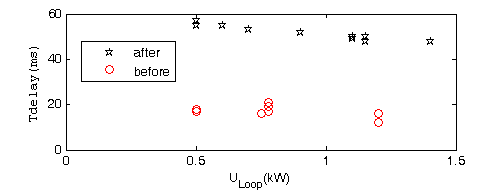 60
40
20
0
Tdelay(ms)
after
before
0 0.5 1 1.5
U_Loop(kW)